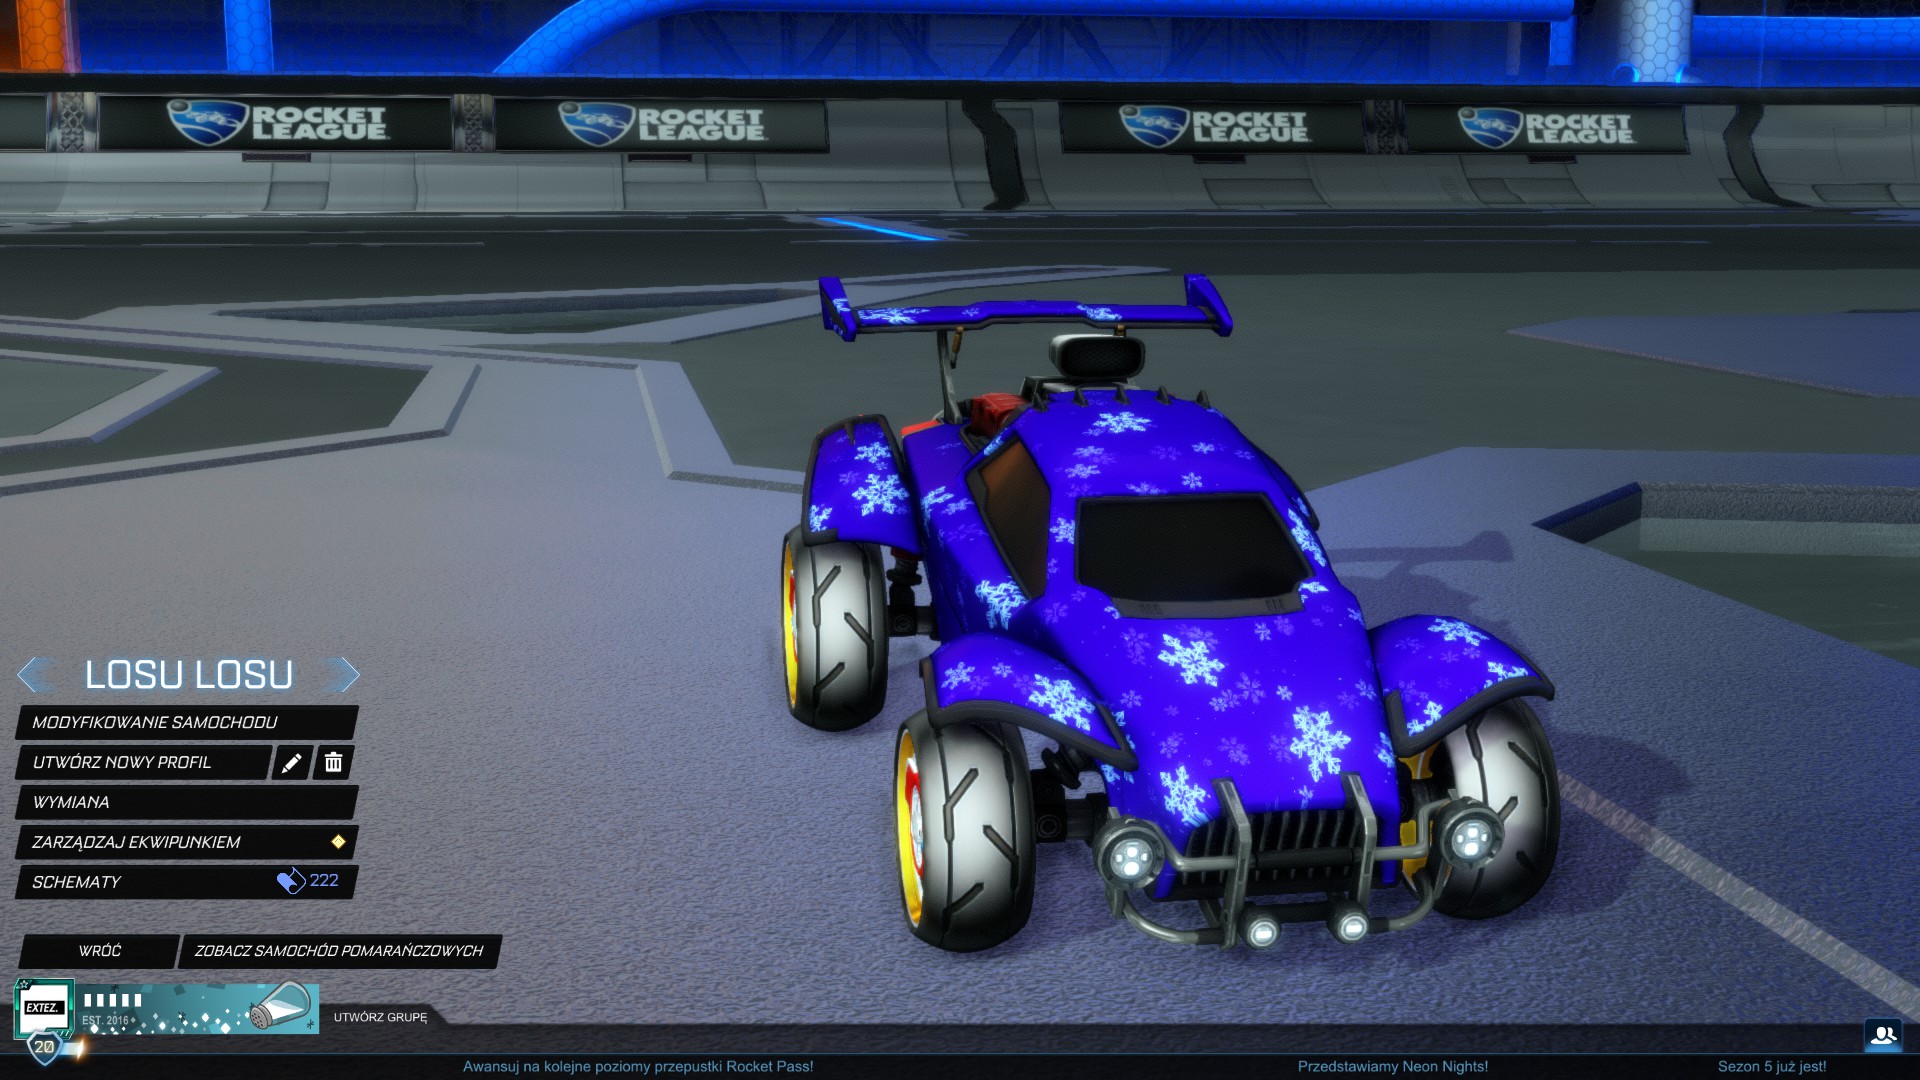 ROCKET
LEAGUE
ROCKET
LEAGUE
ROCKET
LEAGUE
ROCKET
LEAGUE
LOSU LOSU
MODYFIKOWANIE SAMOCHODU
UTWÓRZ NOWY PROFIL
WYMIANA
ZARZĄDZAJ EKWIPUNKIEM
SCHEMATY 222
WRÓĆ ZOBACZ SAMOCHÓD POMARAŃCZOWYCH
EXTEZ.
IIIII
EST. 2016
UTWÓRZ GRUPĘ
20
Awansuj na kolejne poziomy przepustki Rocket Pass! Przedstawiamy Neon Nights! Sezon 5 już jest!